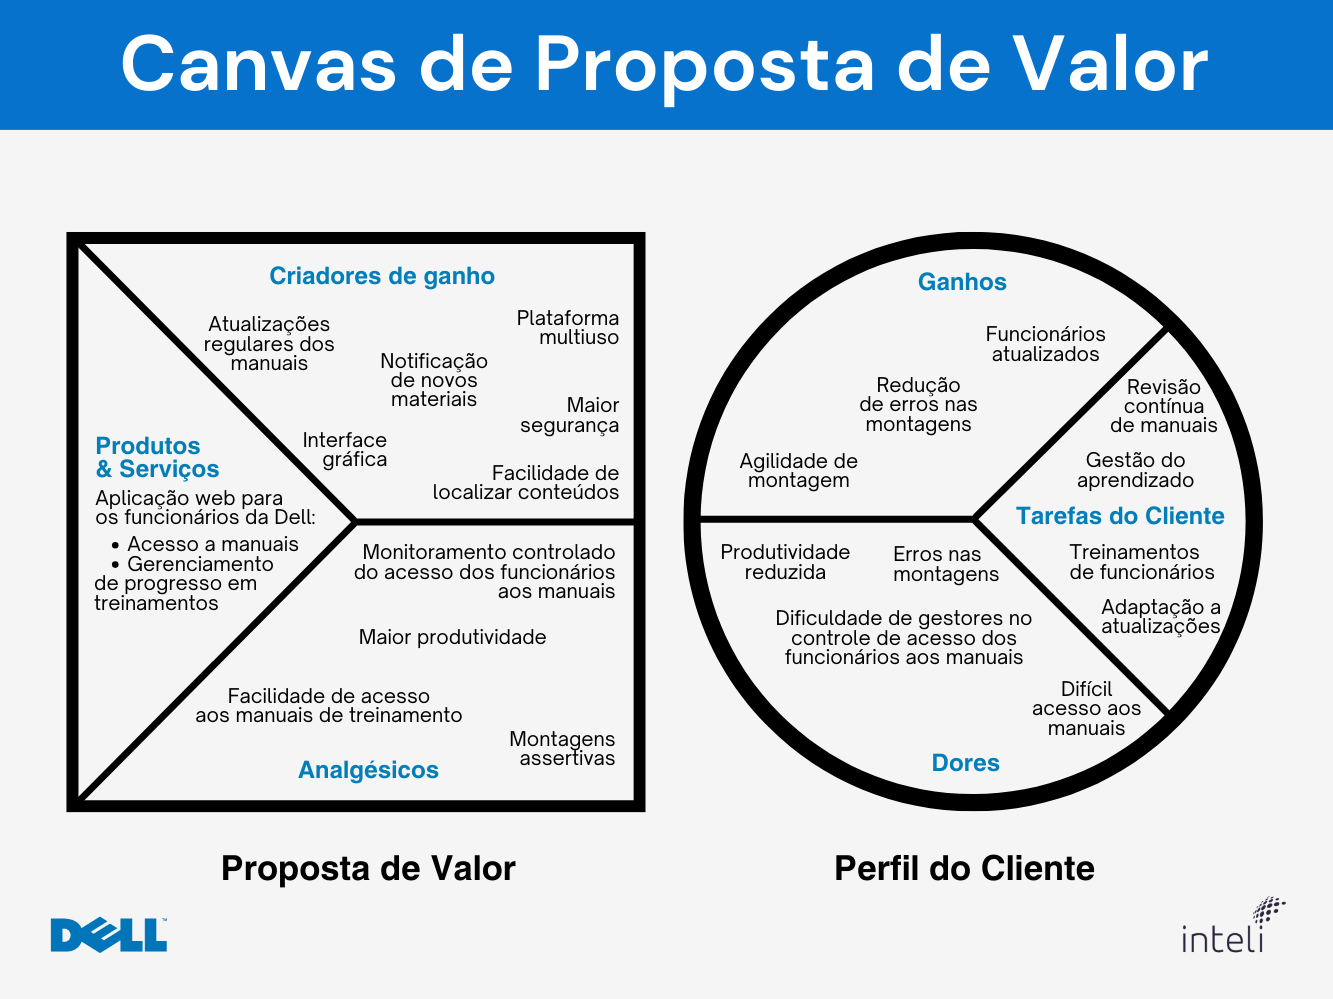 Canvas de Proposta de Valor
Criadores de ganho
Atualizações
regulares dos
manuais
Notificação
de novos
materiais
Plataforma
multiuso
Maior
segurança
Interface
gráfica
Facilidade de
localizar conteúdos
Produtos
& Serviços
Aplicação web para
os funcionários da Dell:
• Acesso a manuais
• Gerenciamento
de progresso em
treinamentos
Monitoramento controlado
do acesso dos funcionários
aos manuais
Maior produtividade
Facilidade de acesso
aos manuais de treinamento
Montagens
assertivas
Analgésicos
Proposta de Valor
Ganhos
Funcionários
atualizados
Redução
de erros nas
montagens
Agilidade de
montagem
Revisão
contínua
de manuais
Gestão do
aprendizado
Tarefas do Cliente
Treinamentos
de funcionários
Adaptação a
atualizações
Produtividade
reduzida
Erros nas
montagens
Dificuldade de gestores no
controle de acesso dos
funcionários aos manuais
Difícil
acesso aos
manuais
Dores
Perfil do Cliente
DELL™
inteli